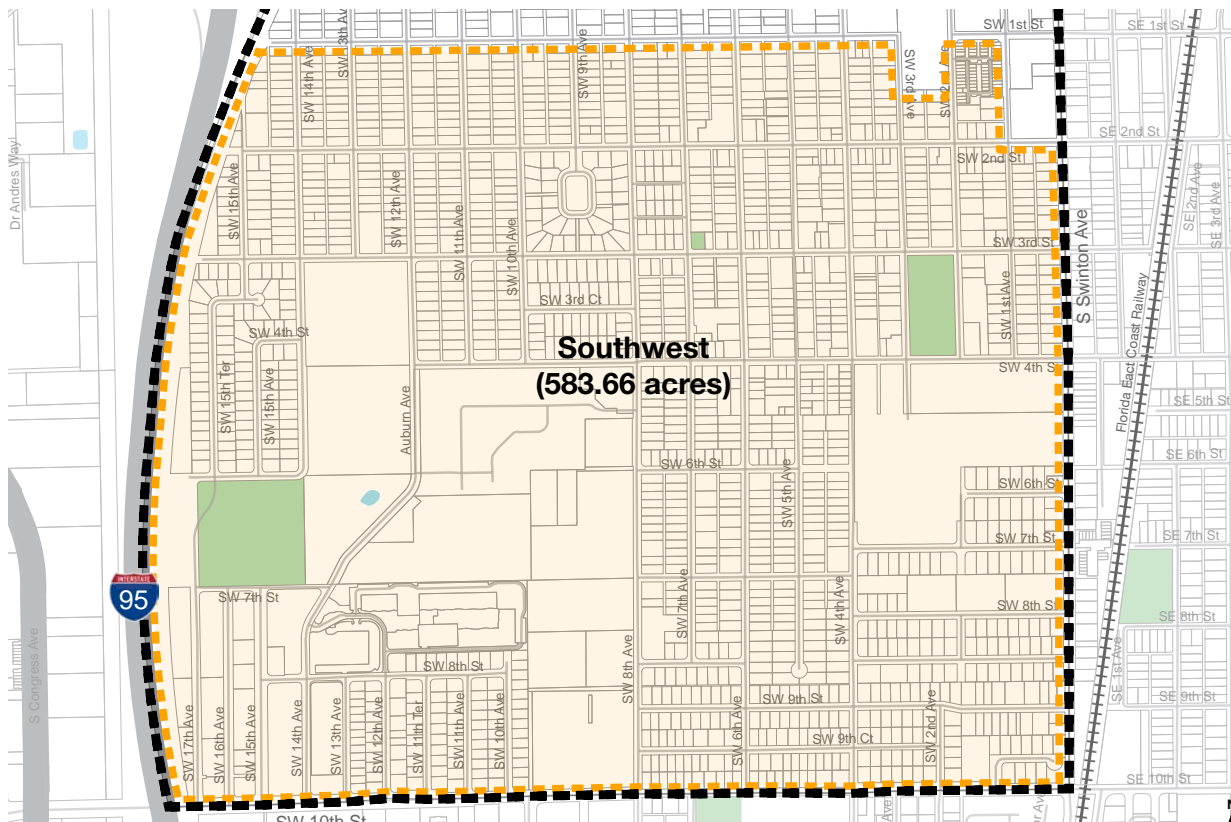 SW 1st St
SE 1st St
SW 3rd Ave
SW 14th Ave
SW 9th Ave
SW 3rd Ave
SW 2nd Ave
SE 2nd St
Dr Andres Way
SW 2nd St
SW 15th Ave
SW 12th Ave
SW 11th Ave
SW 10th Ave
SE 2nd Ave
SE 3rd Ave
S Swinton Ave
SW 3rd St
SW 3rd Ct
SW 1st Ave
Florida East Coast Railway
SW 4th St
Southwest
(583.66 acres)
SW 4th St
SW 15th Ter
SW 15th Ave
Auburn Ave
SE 5th St
SE 6th St
SW 6th St
SW 5th Ave
SW 6th St
SW 7th St
SE 7th St
INTERSTATE
95
SW 7th St
SW 7th Ave
SW 4th Ave
SW 8th St
SE 8th St
S Congress Ave
SW 8th St
SW 8th Ave
SE 1st Ave
SW 9th St
SE 9th St
SW 17th Ave
SW 16th Ave
SW 15th Ave
SW 14th Ave
SW 13th Ave
SW 12th Ave
SW 11th Ter
SW 11th Ave
SW 10th Ave
SW 6th Ave
SW 9th Ct
SW 2nd Ave
SE 10th St
SW 10th St
Ave
Ave